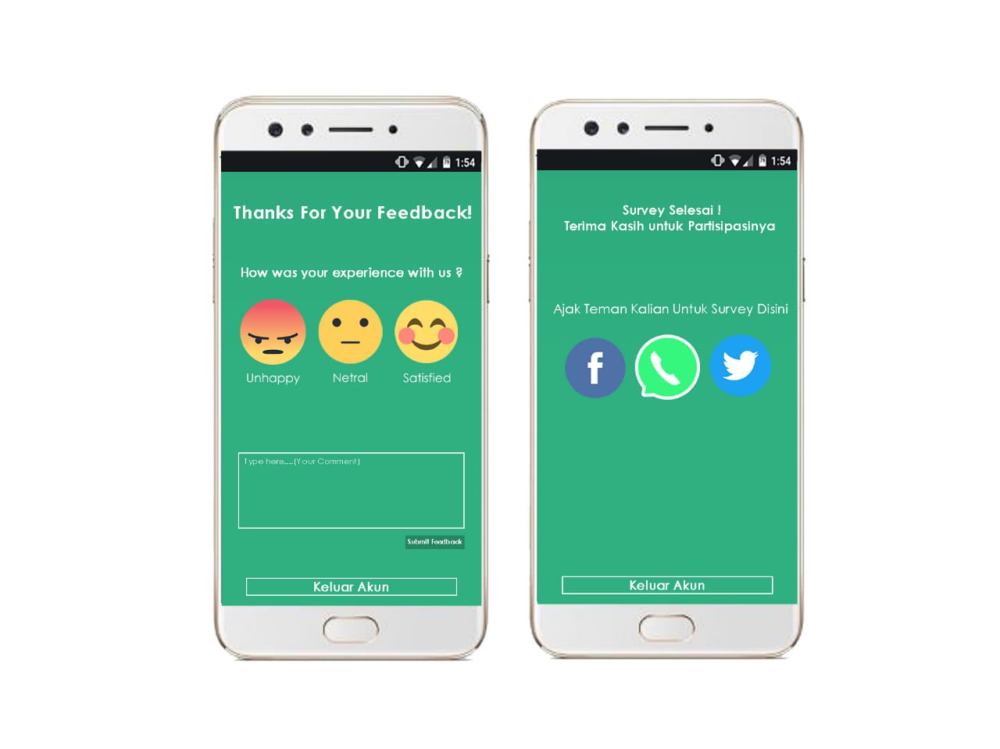 1:54
Thanks For Your Feedback!
How was your experience with us ?
Unhappy
Netral
Satisfied
Type here....(Your Comment)
Submit Feedback
Keluar Akun
1:54
Survey Selesai !
Terima Kasih untuk Partisipasinya
Ajak Teman Kalian Untuk Survey Disini
Keluar Akun